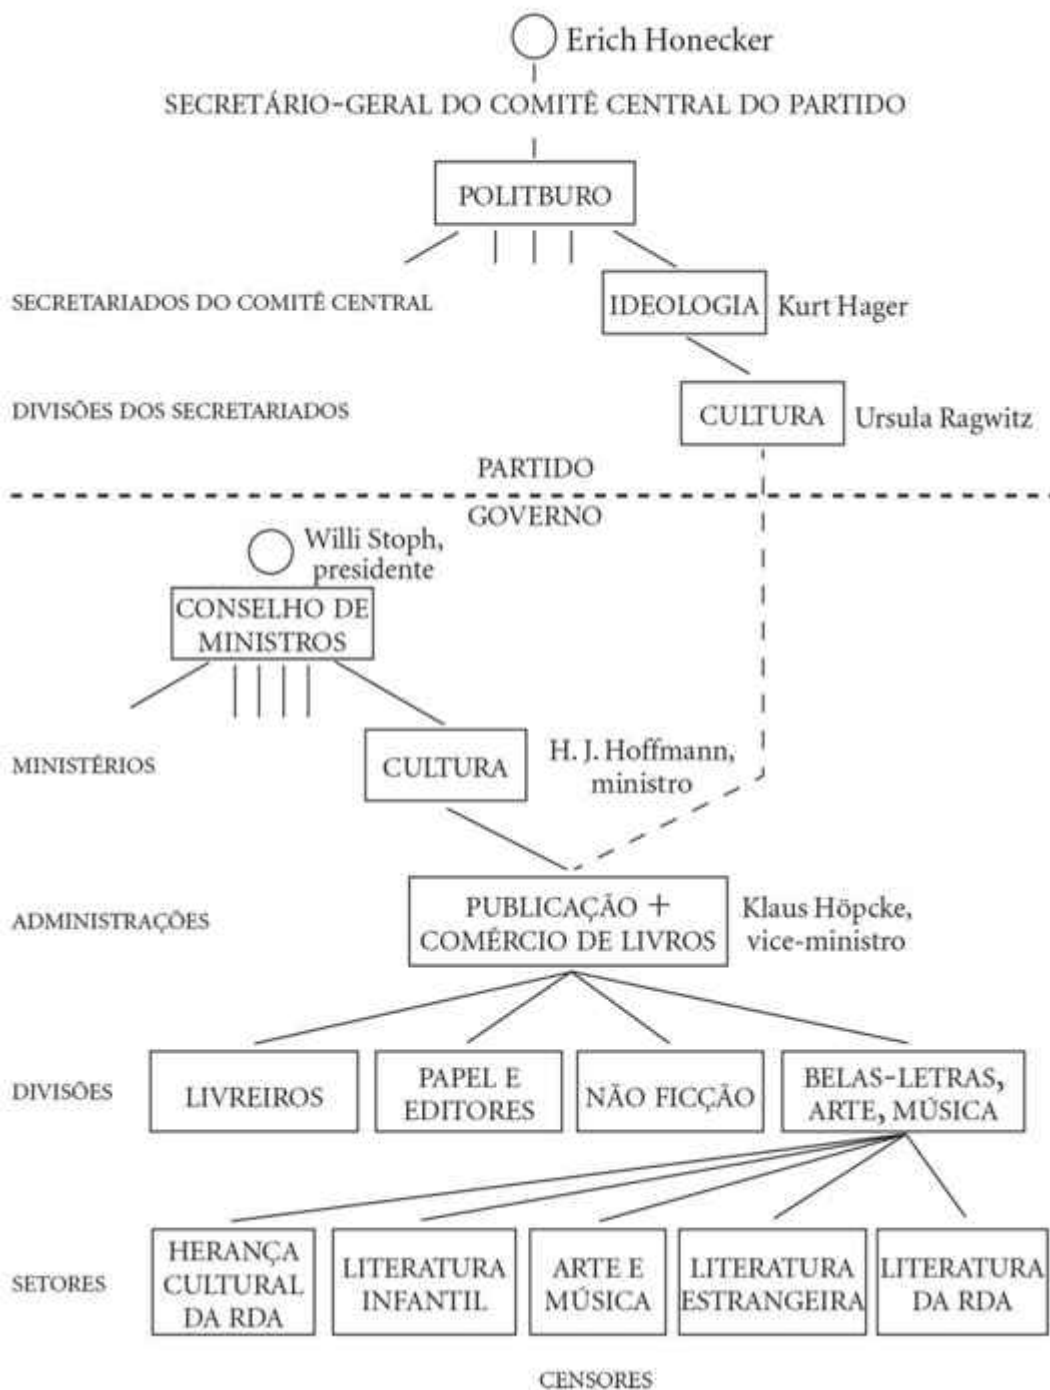 Erich Honecker
SECRETÁRIO-GERAL DO COMITÊ CENTRAL DO PARTIDO
POLITBURO
SECRETARIADOS DO COMITÊ CENTRAL
IDEOLOGIA
Kurt Hager
DIVISÕES DOS SECRETARIADOS
CULTURA
Ursula Ragwitz
PARTIDO
GOVERNO
Willi Stoph,
presidente
CONSELHO DE
MINISTROS
MINISTÉRIOS
CULTURA
H. J. Hoffmann,
ministro
ADMINISTRAÇÕES
PUBLICAÇÃO +
COMÉRCIO DE LIVROS
Klaus Höpcke,
vice-ministro
DIVISÕES
LIVREIROS
PAPEL E
EDITORES
NÃO FICÇÃO
BELAS-LETRAS,
ARTE, MÚSICA
SETORES
HERANÇA
CULTURAL
DA RDA
LITERATURA
INFANTIL
ARTE E
MÚSICA
LITERATURA
ESTRANGEIRA
LITERATURA
DA RDA
CENSORES